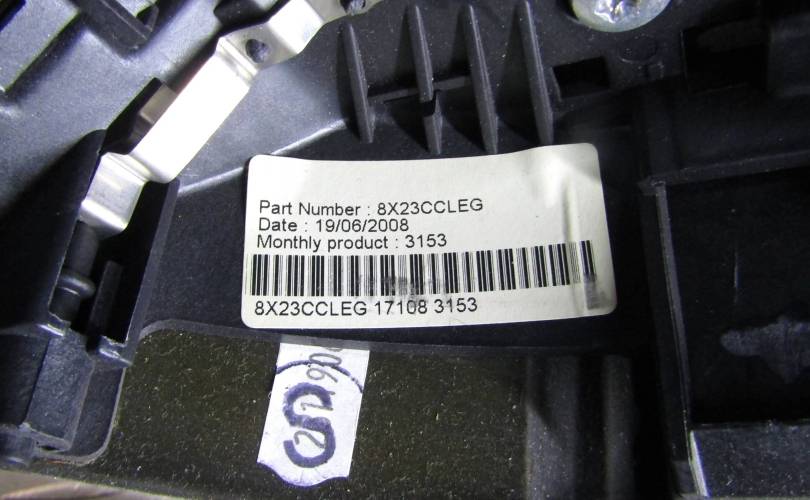 Part Number : 8X23CCLEG
Date : 19/06/2008
Monthly product : 3153
8X23CCLEG 17108 3153